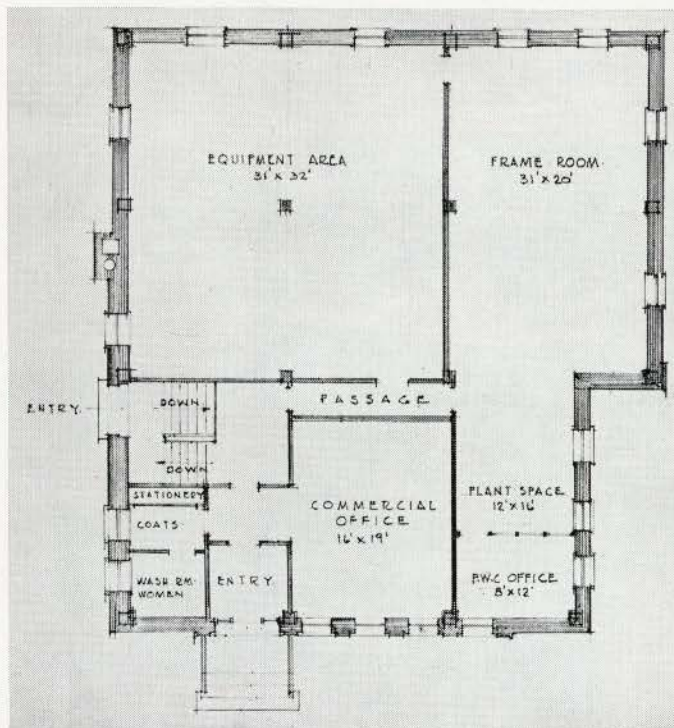 EQUIPMENT AREA
31' X 32'
FRAME ROOM.
31' X 20'
ENTRY.
DOWN
PASSAGE
DOWN
STATIONERY
COATS.
COMMERCIAL
OFFICE
16' X 19'
PLANT SPACE
12' X 16'
WASH. RM.
WOMEN
ENTRY.
P.W.C OFFICE
8' X 12'